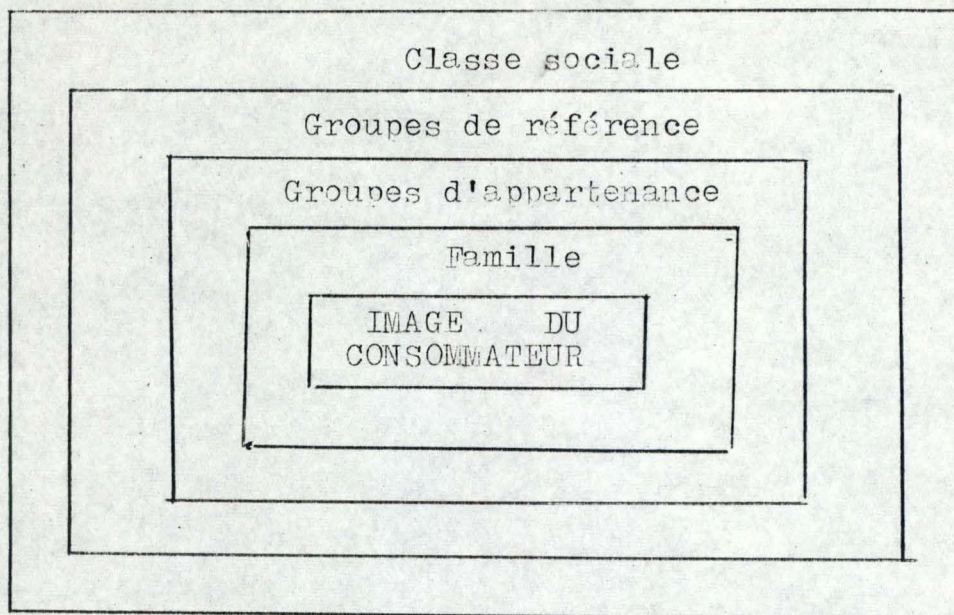 Classe sociale
Groupes de référence
Groupes d'appartenance
Famille
IMAGE DU
CONSOMMATEUR